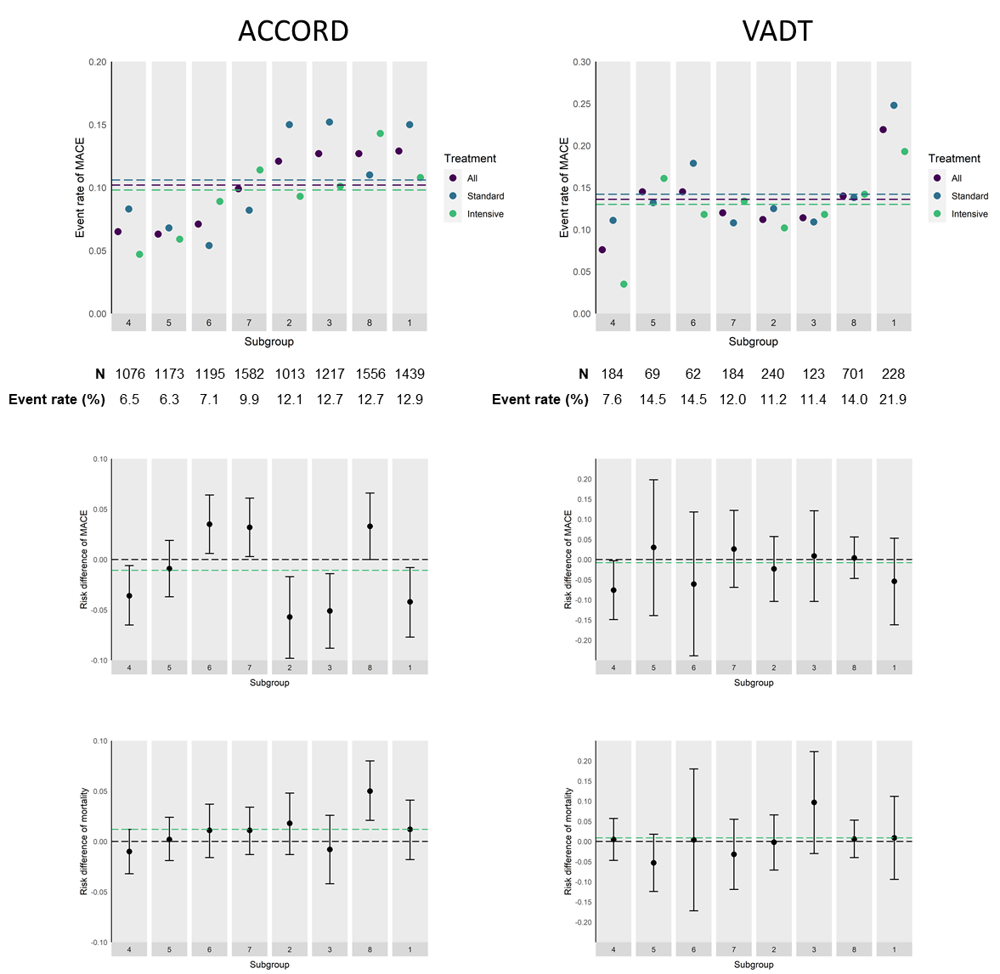 ACCORD
VADT
0.20
0.15
0.10
0.05
0.00
Event rate of MACE
4 5 6 7 2 3 8 1
Subgroup
Treatment
All
Standard
Intensive
0.30
0.25
0.20
0.15
0.10
0.05
0.00
Event rate of MACE
4 5 6 7 2 3 8 1
Subgroup
Treatment
All
Standard
Intensive
N 1076 1173 1195 1582 1013 1217 1556 1439
Event rate (%) 6.5 6.3 7.1 9.9 12.1 12.7 12.7 12.9
N 184 69 62 184 240 123 701 228
Event rate (%) 7.6 14.5 14.5 12.0 11.2 11.4 14.0 21.9
0.10
0.05
0.00
-0.05
-0.10
Risk difference of MACE
4 5 6 7 2 3 8 1
Subgroup
0.20
0.15
0.10
0.05
0.00
-0.05
-0.10
-0.15
-0.20
Risk difference of MACE
4 5 6 7 2 3 8 1
Subgroup
0.10
0.05
0.00
-0.05
-0.10
Risk difference of mortality
4 5 6 7 2 3 8 1
Subgroup
0.20
0.15
0.10
0.05
0.00
-0.05
-0.10
-0.15
-0.20
Risk difference of mortality
4 5 6 7 2 3 8 1
Subgroup